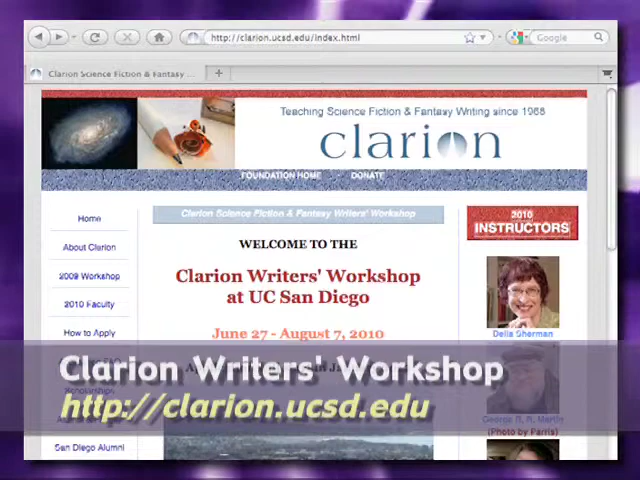 http://clarion.ucsd.edu/index.html
Google
Clarion Science Fiction & Fantasy ...
Teaching Science Fiction & Fantasy Writing since 1968
clarion
FOUNDATION HOME - DONATE
Home
About Clarion
2009 Workshop
2010 Faculty
How to Apply
San Diego Alumni
Clarion Science Fiction & Fantasy Writers' Workshop
WELCOME TO THE
Clarion Writers' Workshop
at UC San Diego
June 27 - August 7, 2010
2010
INSTRUCTORS
Delia Sherman
George R. R. Martin
(Photo by Parris)
Clarion Writers' Workshop
http://clarion.ucsd.edu